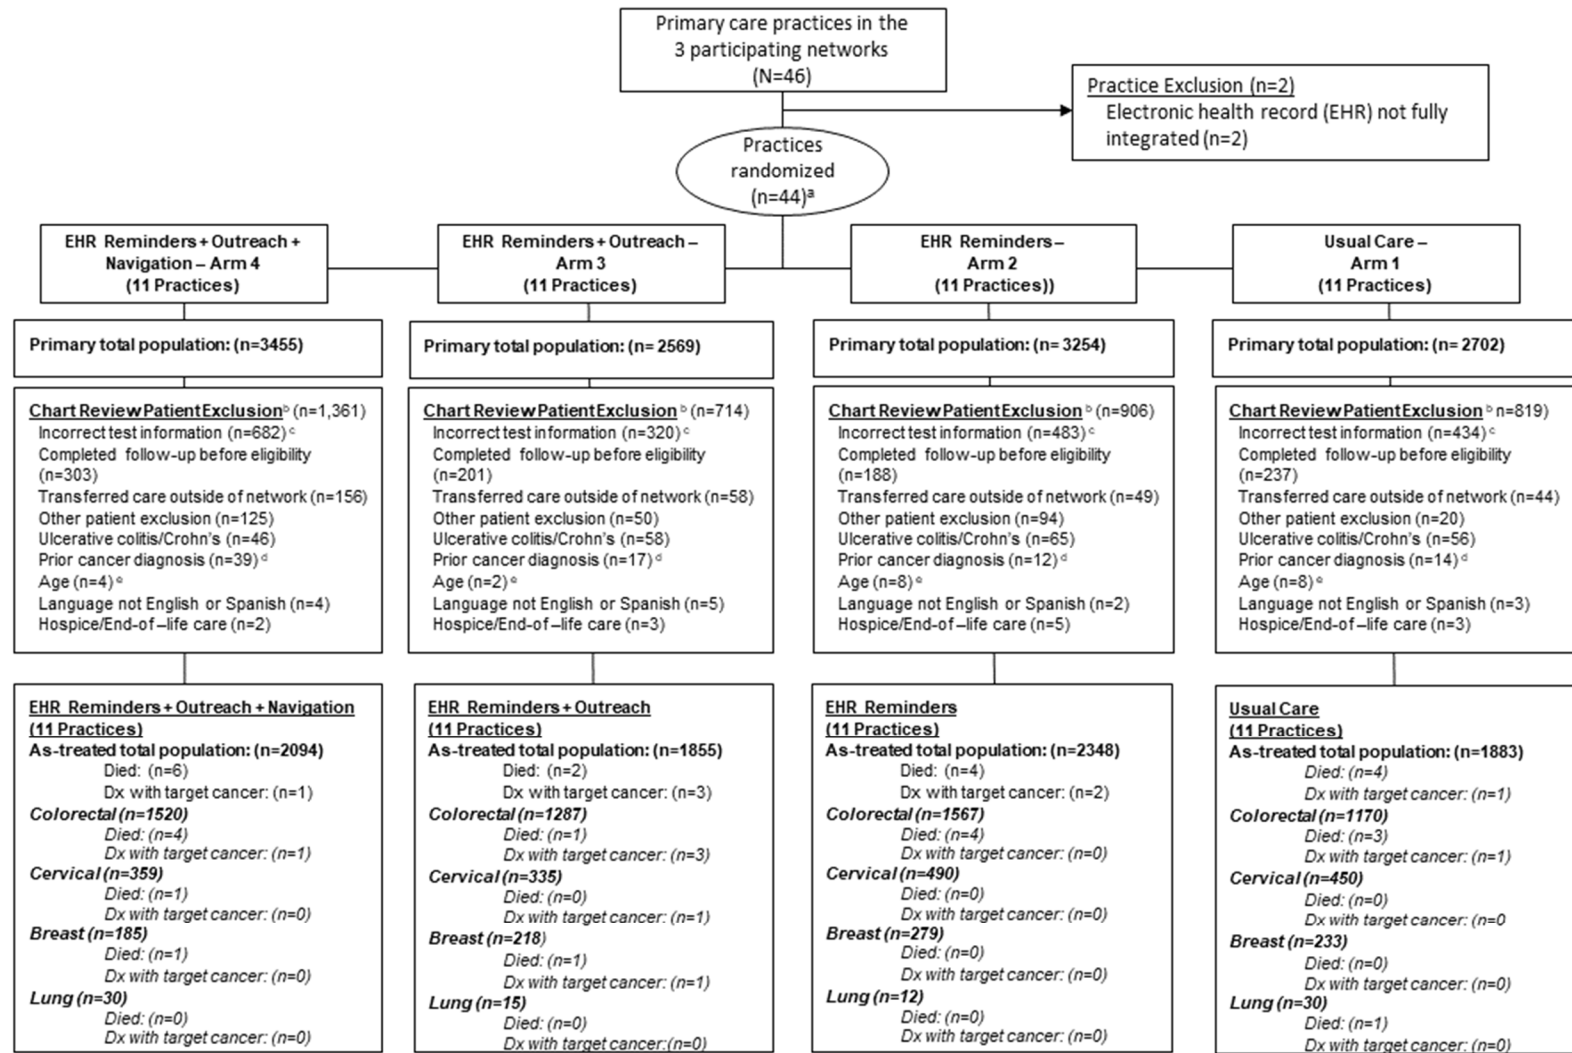 Primary care practices in the
3 participating networks
(N=46)
Practice Exclusion (n=2)
Electronic health record (EHR) not fully
integrated (n=2)
Practices
randomized
(n=44)ᵃ
EHR Reminders + Outreach +
Navigation – Arm 4
(11 Practices)
EHR Reminders + Outreach –
Arm 3
(11 Practices)
EHR Reminders –
Arm 2
(11 Practices))
Usual Care –
Arm 1
(11 Practices)
Primary total population: (n=3455)
Primary total population: (n= 2569)
Primary total population: (n= 3254)
Primary total population: (n= 2702)
Chart Review Patient Exclusionᵇ (n=1,361)
Incorrect test information (n=682) ᶜ
Completed follow-up before eligibility
(n=303)
Transferred care outside of network (n=156)
Other patient exclusion (n=125)
Ulcerative colitis/Crohn's (n=46)
Prior cancer diagnosis (n=39) ᵈ
Age (n=4) ᵉ
Language not English or Spanish (n=4)
Hospice/End-of –life care (n=2)
Chart Review Patient Exclusion ᵇ (n=714)
Incorrect test information (n=320) ᶜ
Completed follow-up before eligibility
(n=201)
Transferred care outside of network (n=58)
Other patient exclusion (n=50)
Ulcerative colitis/Crohn's (n=58)
Prior cancer diagnosis (n=17) ᵈ
Age (n=2) ᵉ
Language not English or Spanish (n=5)
Hospice/End-of –life care (n=3)
Chart Review Patient Exclusion ᵇ (n=906)
Incorrect test information (n=483) ᶜ
Completed follow-up before eligibility
(n=188)
Transferred care outside of network (n=49)
Other patient exclusion (n=94)
Ulcerative colitis/Crohn's (n=65)
Prior cancer diagnosis (n=12) ᵈ
Age (n=8) ᵉ
Language not English or Spanish (n=2)
Hospice/End-of –life care (n=5)
Chart Review Patient Exclusion ᵇ n=819)
Incorrect test information (n=434) ᶜ
Completed follow-up before eligibility
(n=237)
Transferred care outside of network (n=44)
Other patient exclusion (n=20)
Ulcerative colitis/Crohn's (n=56)
Prior cancer diagnosis (n=14) ᵈ
Age (n=8) ᵉ
Language not English or Spanish (n=3)
Hospice/End-of –life care (n=3)
EHR Reminders + Outreach + Navigation
(11 Practices)
As-treated total population: (n=2094)
Died: (n=6)
Dx with target cancer: (n=1)
Colorectal (n=1520)
Died: (n=4)
Dx with target cancer: (n=1)
Cervical (n=359)
Died: (n=1)
Dx with target cancer: (n=0)
Breast (n=185)
Died: (n=1)
Dx with target cancer: (n=0)
Lung (n=30)
Died: (n=0)
Dx with target cancer: (n=0)
EHR Reminders + Outreach
(11 Practices)
As-treated total population: (n=1855)
Died: (n=2)
Dx with target cancer: (n=3)
Colorectal (n=1287)
Died: (n=1)
Dx with target cancer: (n=3)
Cervical (n=335)
Died: (n=0)
Dx with target cancer: (n=1)
Breast (n=218)
Died: (n=1)
Dx with target cancer: (n=1)
Lung (n=15)
Died: (n=0)
Dx with target cancer:(n=0)
EHR Reminders
(11 Practices)
As-treated total population: (n=2348)
Died: (n=4)
Dx with target cancer: (n=2)
Colorectal (n=1567)
Died: (n=4)
Dx with target cancer: (n=0)
Cervical (n=490)
Died: (n=0)
Dx with target cancer: (n=0)
Breast (n=279)
Died: (n=0)
Dx with target cancer: (n=0)
Lung (n=12)
Died: (n=0)
Dx with target cancer: (n=0)
Usual Care
(11 Practices)
As-treated total population: (n=1883)
Died: (n=4)
Dx with target cancer: (n=1)
Colorectal (n=1170)
Died: (n=3)
Dx with target cancer: (n=1)
Cervical (n=450)
Died: (n=0)
Dx with target cancer: (n=0
Breast (n=233)
Died: (n=0)
Dx with target cancer: (n=0)
Lung (n=30)
Died: (n=1)
Dx with target cancer: (n=0)